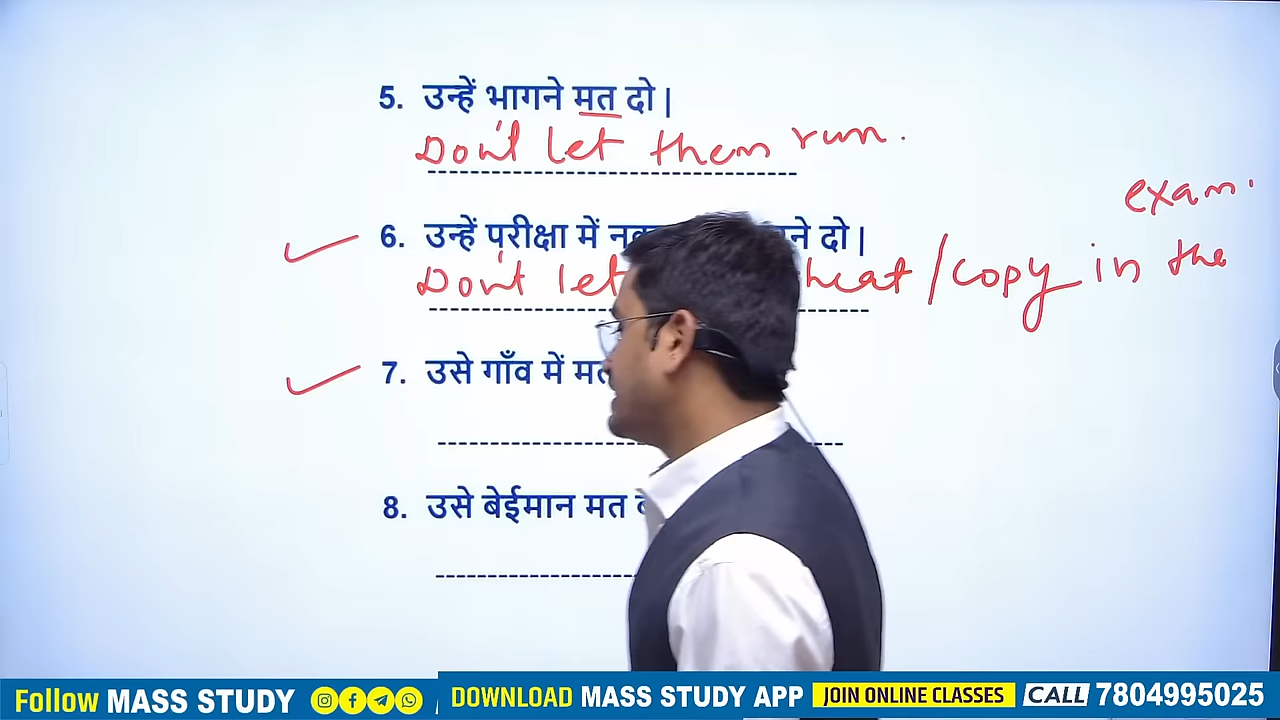 5. उन्हें भागने मत दो|
Don't let them run.
exam.
6. उन्हें परीक्षा में ने दो|
Don't let heat / copy in the
7. उसे गाँव में
8. उसे बेईमान मत
Follow MASS STUDY DOWNLOAD MASS STUDY APP JOIN ONLINE CLASSES CALL 7804995025